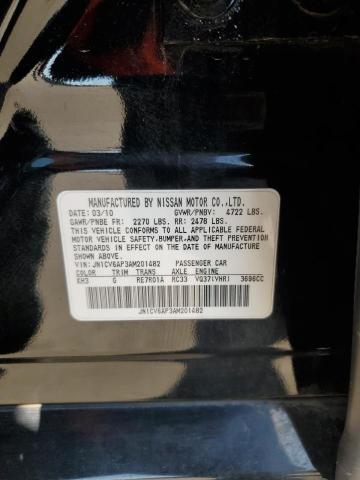 MANUFACTURED BY NISSAN MOTOR CO.,LTD.
DATE: 03/10 GVWR/PNBV: 4722 LBS.
GAWR/PNBE FR: 2270 LBS. RR: 2478 LBS.
THIS VEHICLE CONFORMS TO ALL APPLICABLE FEDERAL
MOTOR VEHICLE SAFETY,BUMPER,AND THEFT PREVENTION
STANDARDS IN EFFECT ON THE DATE OF MANUFACTURE
SHOWN ABOVE.
VIN: JN1CV6AP3AM201482 PASSENGER CAR
COLOR TRIM TRANS AXLE ENGINE
KH3 G RE7R01A RC33 VQ37(VHR) 3696CC
JN1CV6AP3AM201482